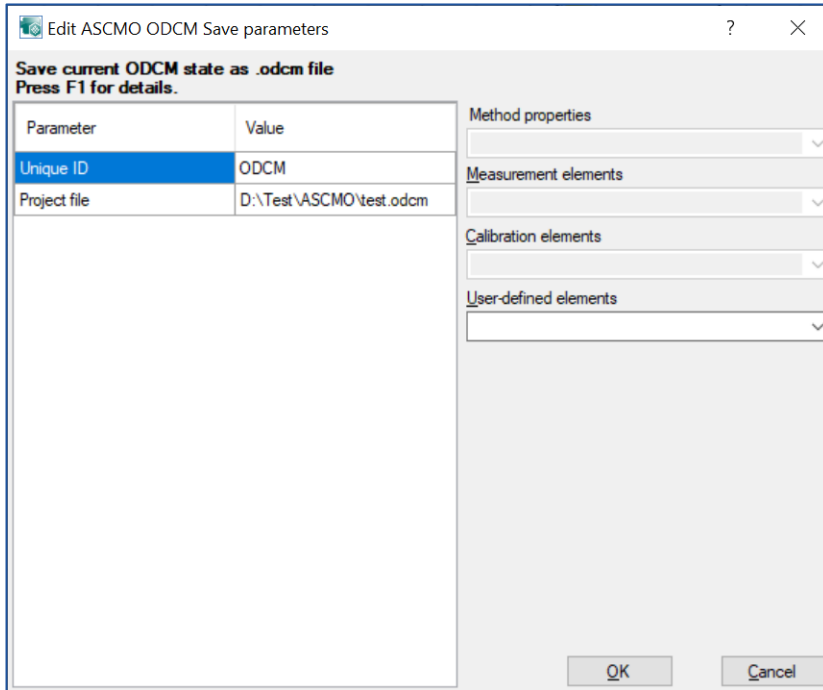 Edit ASCMO ODCM Save parameters
?
Save current ODCM state as .odcm file
Press F1 for details.
Parameter Value
Unique ID ODCM
Project file D:\Test\ASCMO\test.odcm
Method properties
Measurement elements
Calibration elements
User-defined elements
OK Cancel